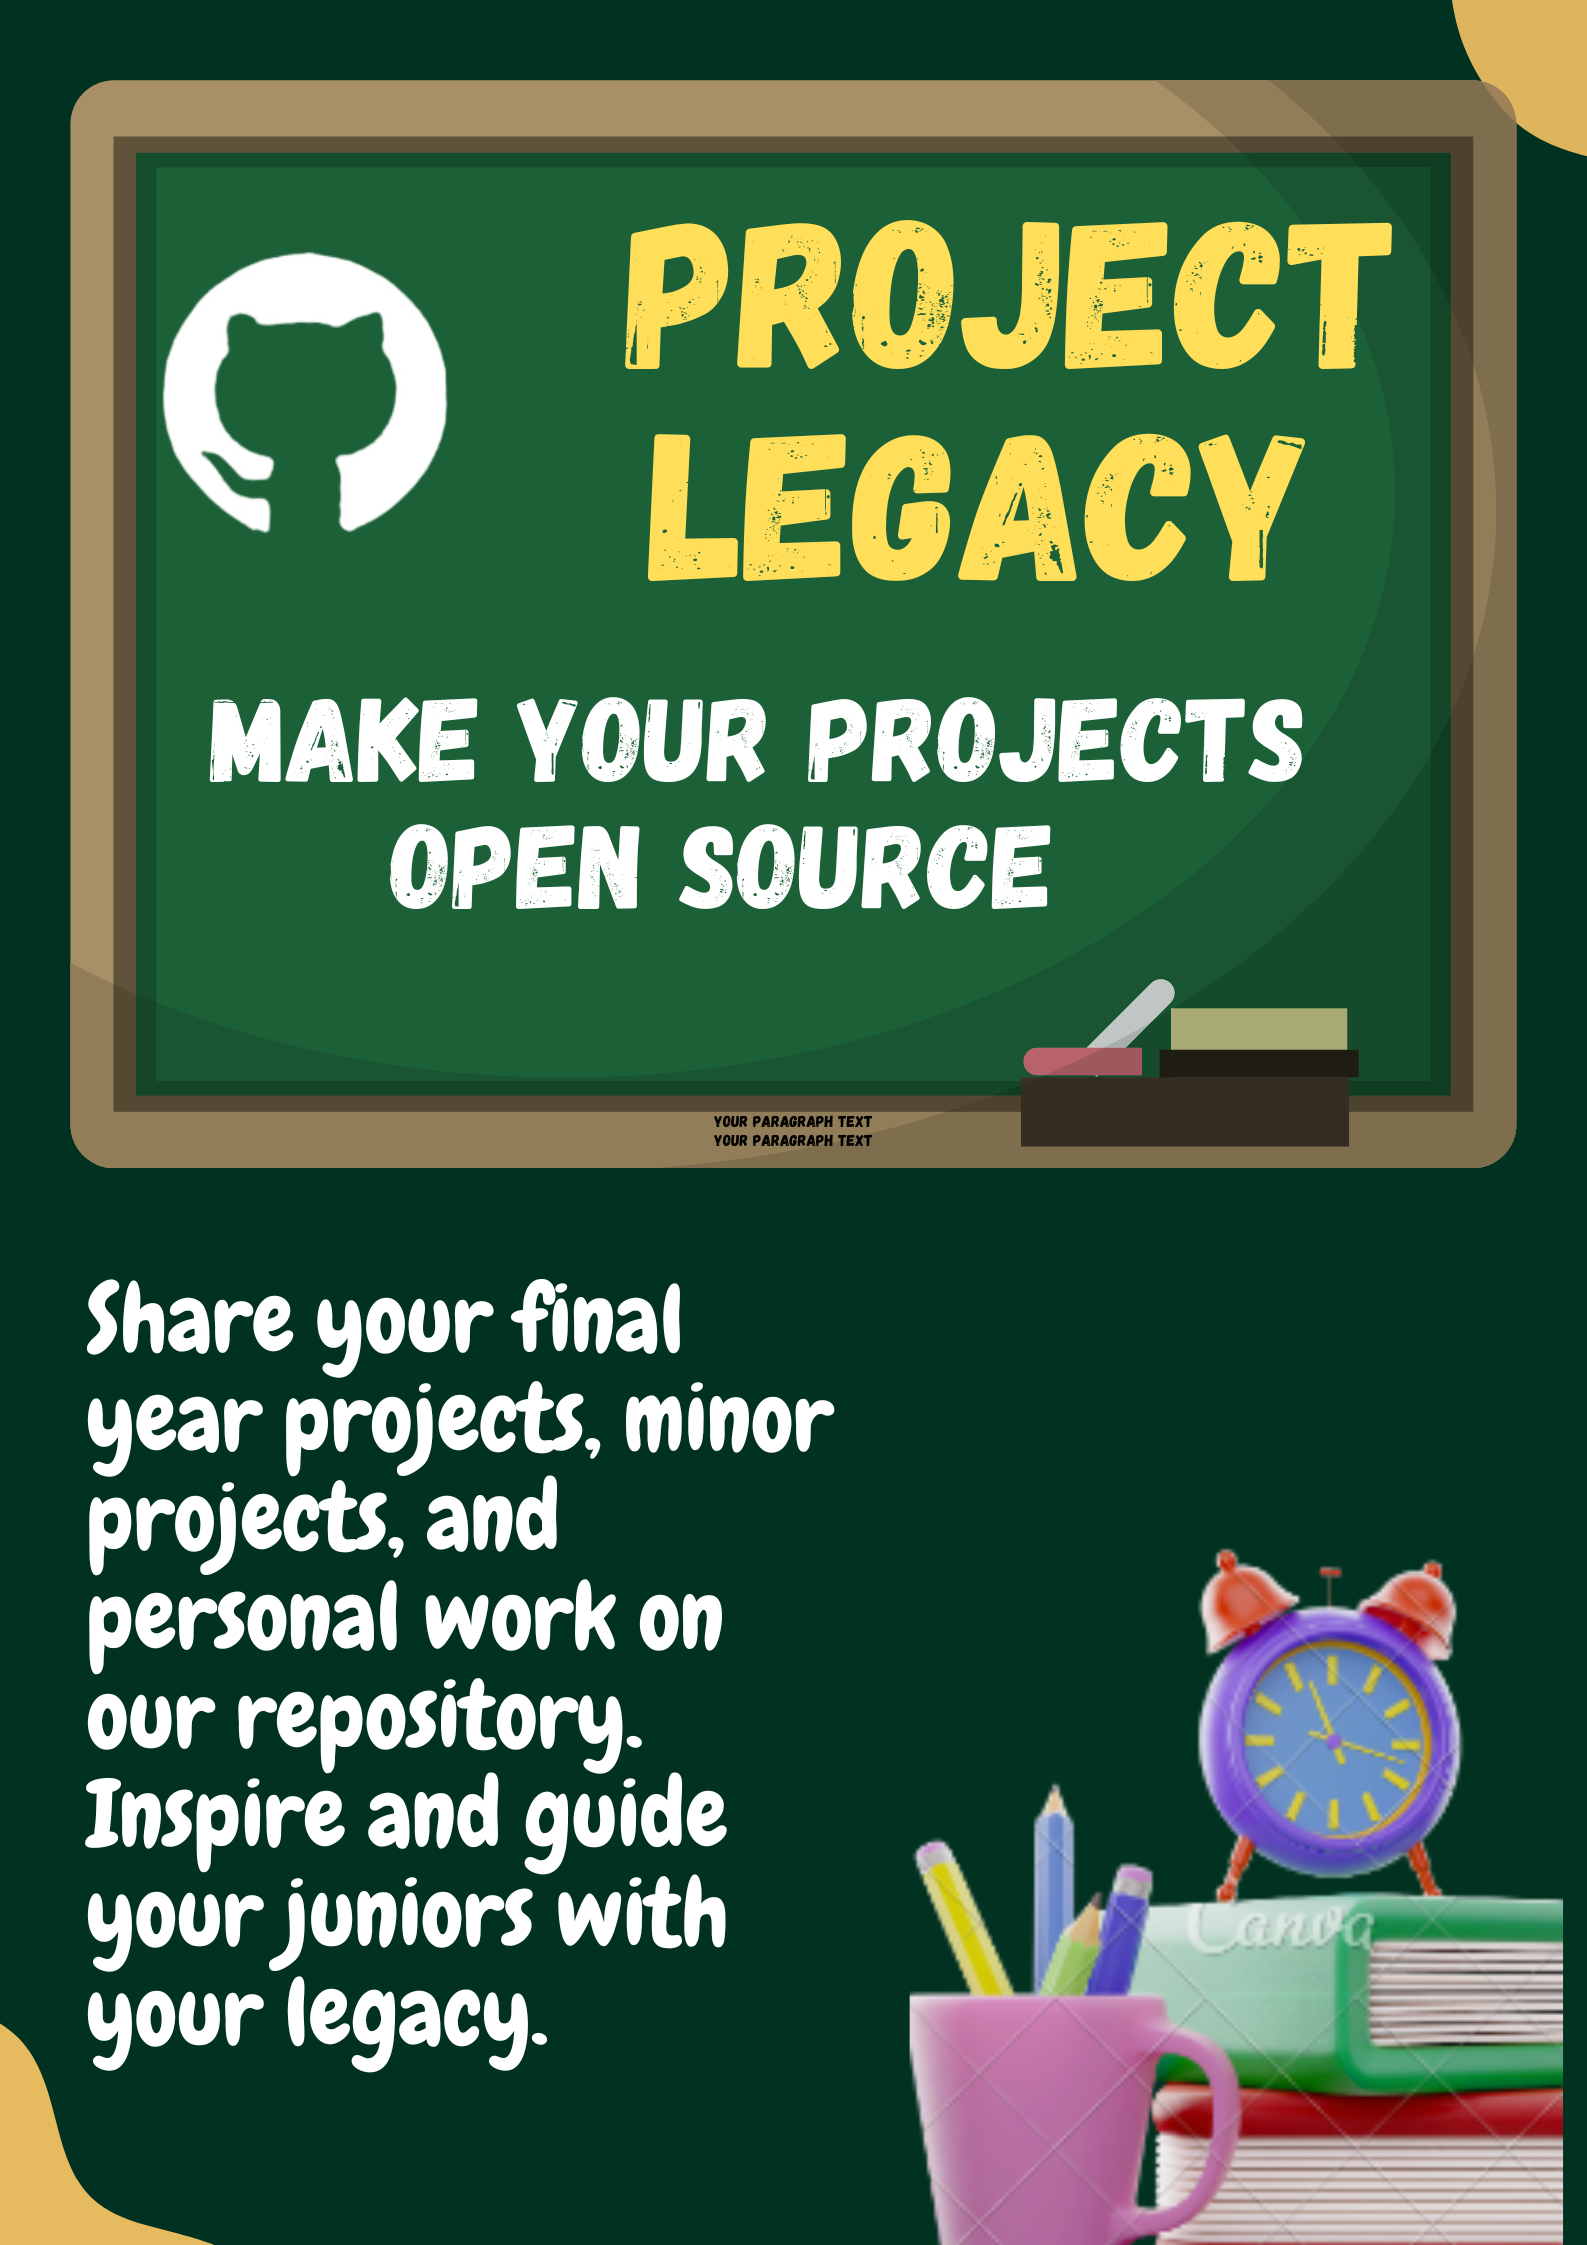 PROJECT
LEGACY
MAKE YOUR PROJECTS
OPEN SOURCE
YOUR PARAGRAPH TEXT
YOUR PARAGRAPH TEXT
Share your final
year projects, minor
projects, and
personal work on
our repository.
Inspire and guide
your juniors with
your legacy.
Canva